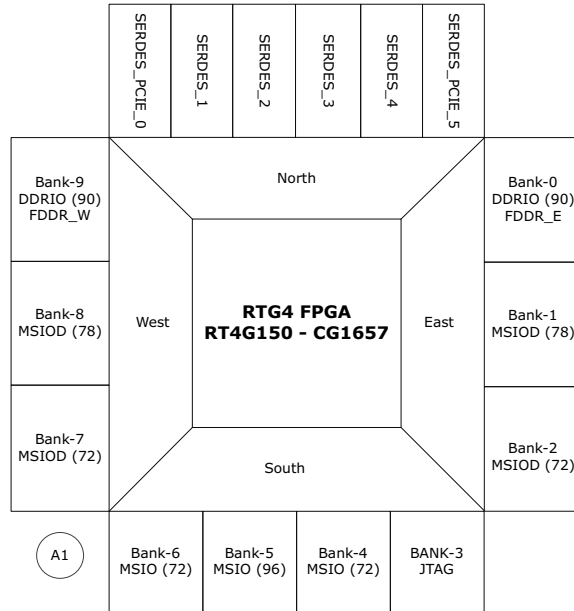 SERDES_PCIE_0
SERDES_1
SERDES_2
SERDES_3
SERDES_4
SERDES_PCIE_5
Bank-9
DDRIO (90)
FDDR_W
North
Bank-0
DDRIO (90)
FDDR_E
Bank-8
MSIOD (78)
West
RTG4 FPGA
RT4G150 - CG1657
East
Bank-1
MSIOD (78)
Bank-7
MSIOD (72)
South
Bank-2
MSIOD (72)
A1
Bank-6
MSIO (72)
Bank-5
MSIO (96)
Bank-4
MSIO (72)
BANK-3
JTAG